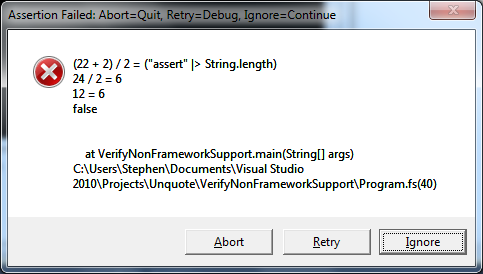 Assertion Failed: Abort=Quit, Retry=Debug, Ignore=Continue
(22 + 2) / 2 = ("assert" |> String.length)
24 / 2 = 6
12 = 6
false
at VerifyNonFrameworkSupport.main(String[] args)
C:\Users\Stephen\Documents\Visual Studio
2010\Projects\Unquote\VerifyNonFrameworkSupport\Program.fs(40)
Abort Retry Ignore